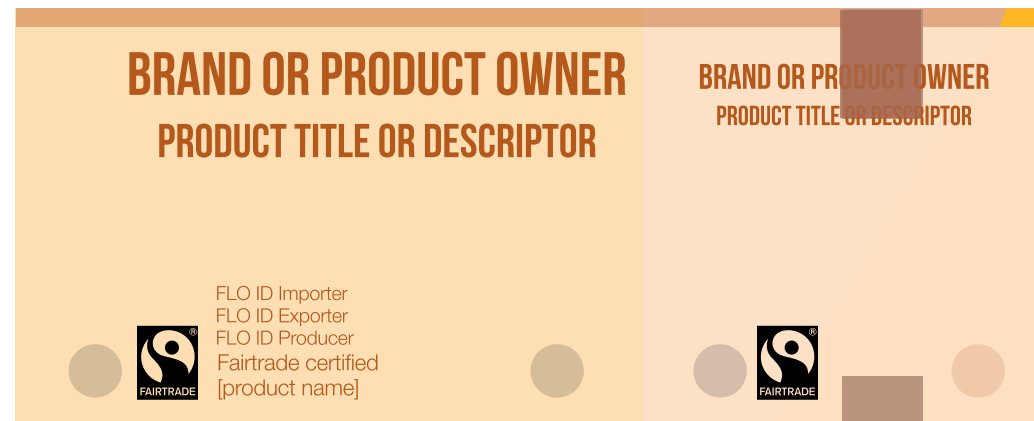 BRAND OR PRODUCT OWNER
PRODUCT TITLE OR DESCRIPTOR
FLO ID Importer
FLO ID Exporter
FLO ID Producer
Fairtrade certified
[product name]
®
FAIRTRADE
BRAND OR PRODUCT OWNER
PRODUCT TITLE OR DESCRIPTOR
®
FAIRTRADE